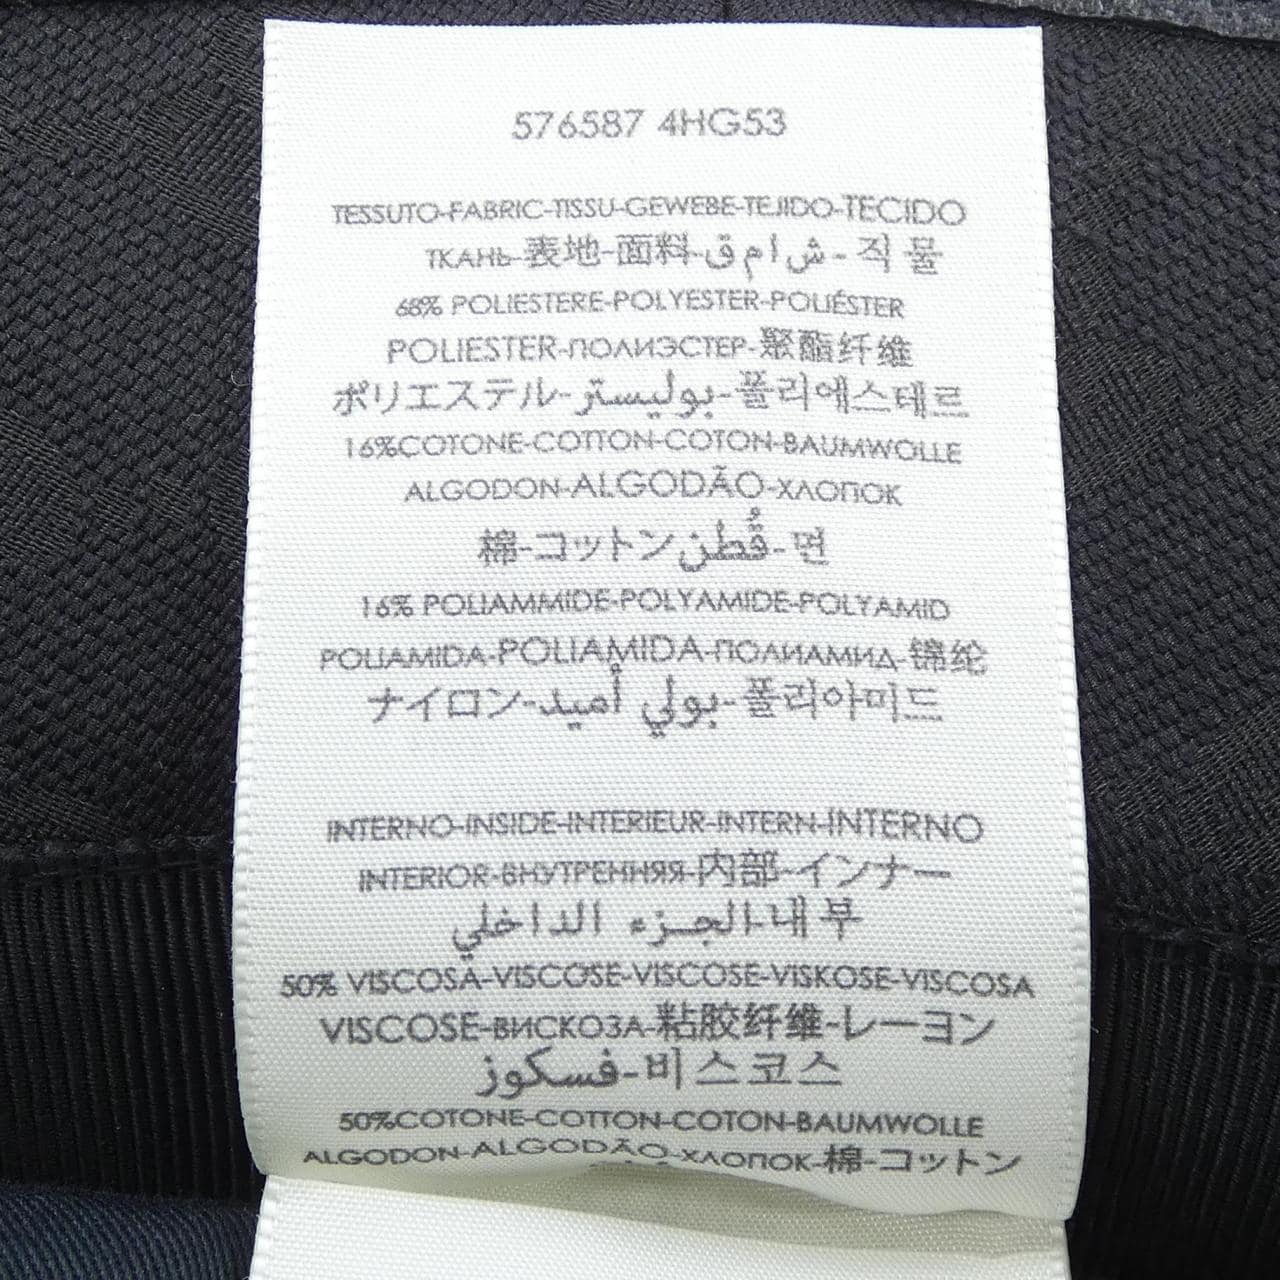 576587 4HG53
TESSUTO-FABRIC-TISSU-GEWEBE-TEJIDO-TECIDO
ТКАНЬ-表地-面料-ش ا م ق-직 물
68% POLIESTERE-POLYESTER-POLIÉSTER
POLIESTER-ПОЛИЭСТЕР-聚酯纤维
ポリエステル-بوليستر-폴리에스테르
16%COTONE-COTTON-COTON-BAUMWOLLE
ALGODON-ALGODÃO-ХЛОПОК
棉-コットン-قُطن-면
16% POLIAMMIDE-POLYAMIDE-POLYAMID
POLIAMIDA-POLIAMIDA-ПОЛИАМИД-锦纶
ナイロン-بولي أميد-폴리아미드
INTERNO-INSIDE-INTERIEUR-INTERN-INTERNO
INTERIOR-ВНУТРЕННЯЯ-内部-インナー
الجزء الداخلي-내부
50% VISCOSA-VISCOSE-VISCOSE-VISKOSE-VISCOSA
VISCOSE-ВИСКОЗА-粘胶纤维-レーヨン
فسكوز-비스코스
50%COTONE-COTTON-COTON-BAUMWOLLE
ALGODON-ALGODÃO-ХЛОПОК-棉-コットン